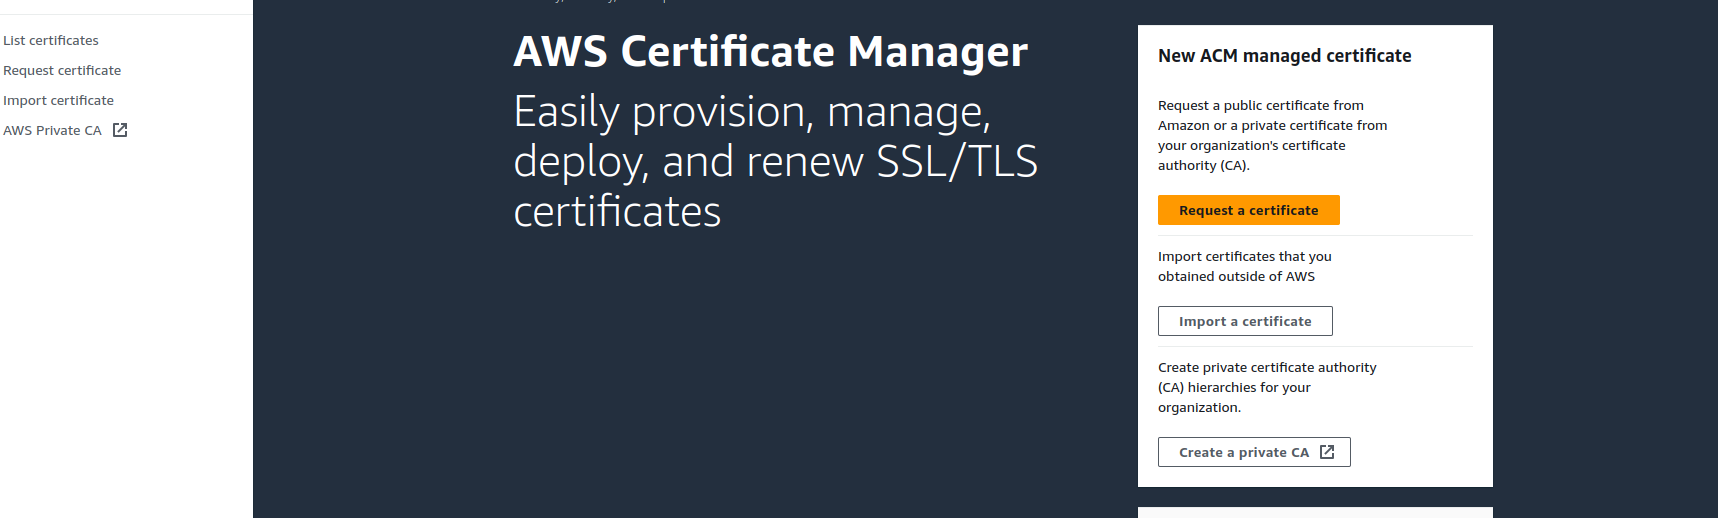 List certificates
Request certificate
Import certificate
AWS Private CA
AWS Certificate Manager
Easily provision, manage,
deploy, and renew SSL/TLS
certificates
New ACM managed certificate
Request a public certificate from
Amazon or a private certificate from
your organization's certificate
authority (CA).
Request a certificate
Import certificates that you
obtained outside of AWS
Import a certificate
Create private certificate authority
(CA) hierarchies for your
organization.
Create a private CA